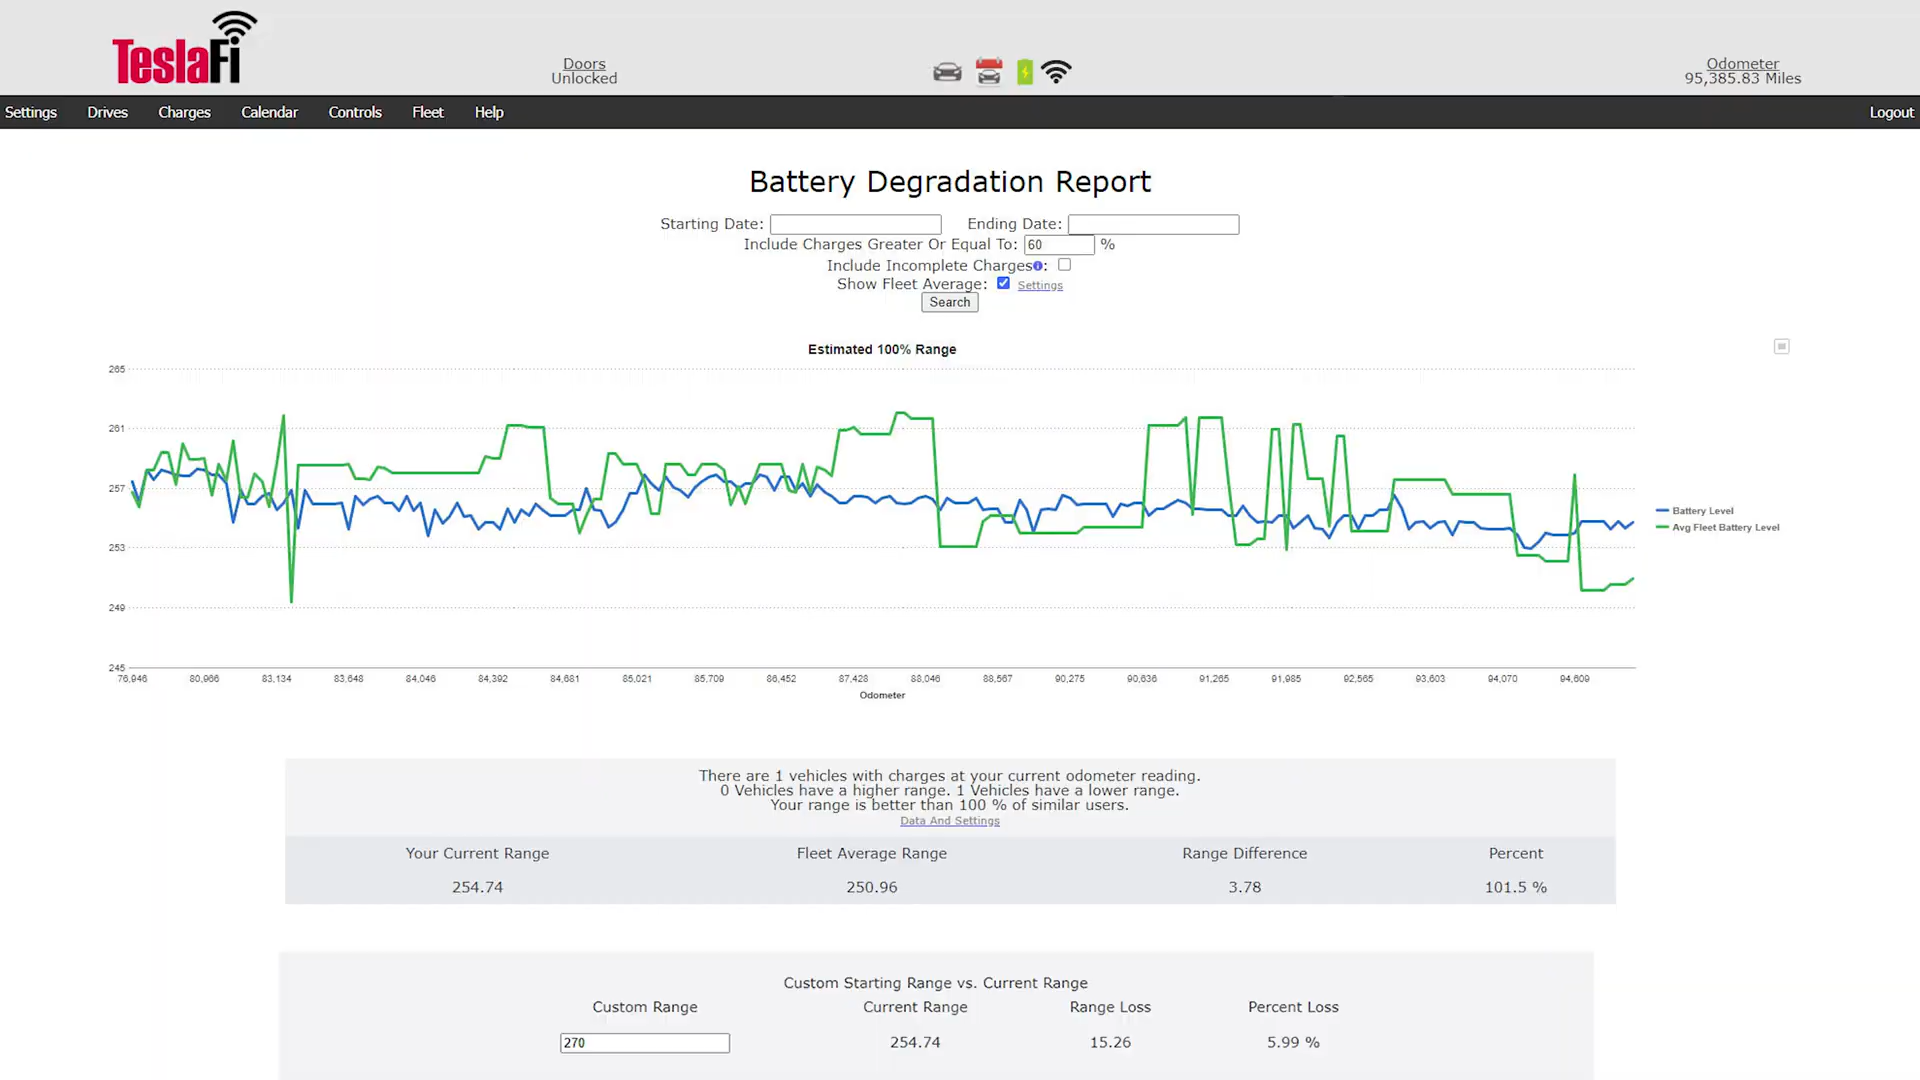 TeslaFi
Doors
Unlocked
Odometer
95,385.83 Miles
Settings Drives Charges Calendar Controls Fleet Help Logout
Battery Degradation Report
Starting Date: Ending Date:
Include Charges Greater Or Equal To: 60 %
Include Incomplete Charges :
Show Fleet Average: Settings
Search
Estimated 100% Range
265
261
257
253
249
245
Battery Level
Avg Fleet Battery Level
76,946 80,966 83,134 83,648 84,046 84,392 84,681 85,021 85,709 86,452 87,428 88,046 88,567 90,275 90,636 91,265 91,985 92,565 93,603 94,070 94,609
Odometer
There are 1 vehicles with charges at your current odometer reading.
0 Vehicles have a higher range. 1 Vehicles have a lower range.
Your range is better than 100 % of similar users.
Data And Settings
Your Current Range Fleet Average Range Range Difference Percent
254.74 250.96 3.78 101.5 %
Custom Starting Range vs. Current Range
Custom Range Current Range Range Loss Percent Loss
270 254.74 15.26 5.99 %